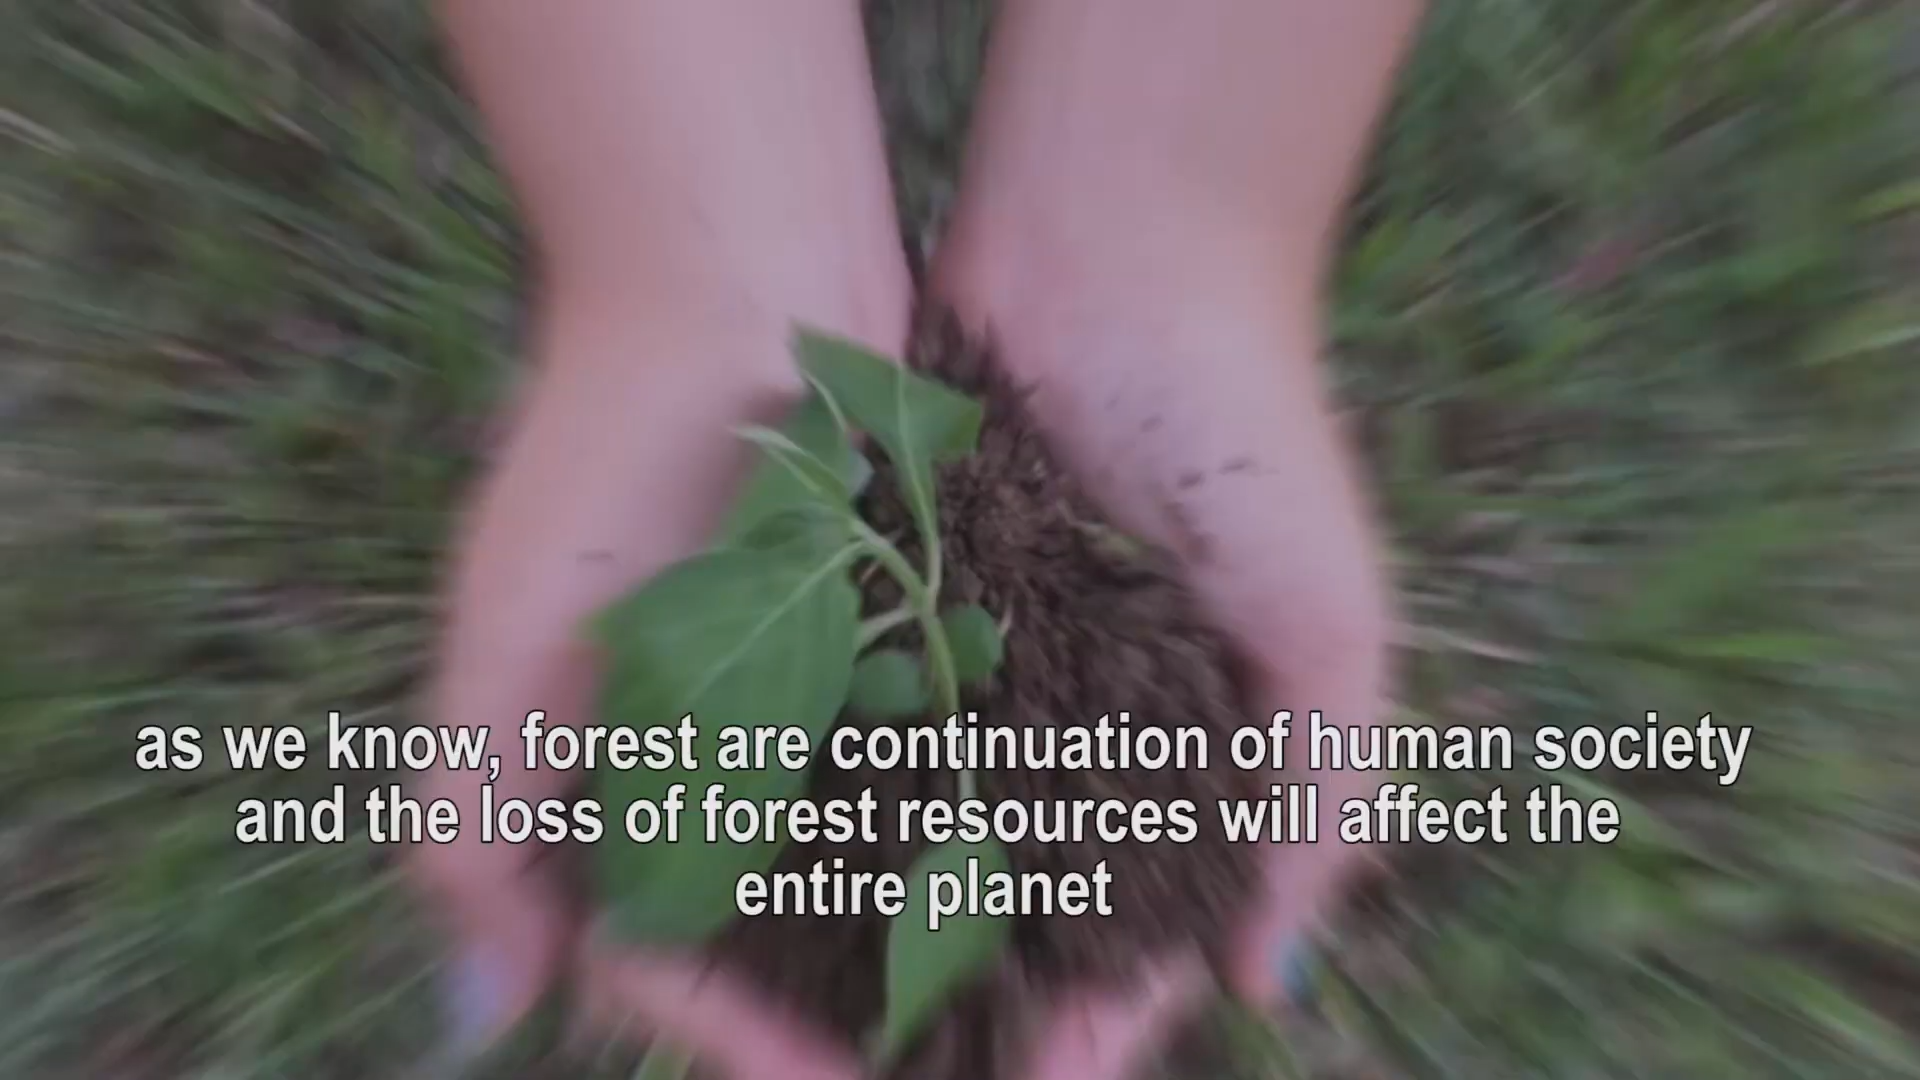 as we know, forest are continuation of human society
and the loss of forest resources will affect the
entire planet